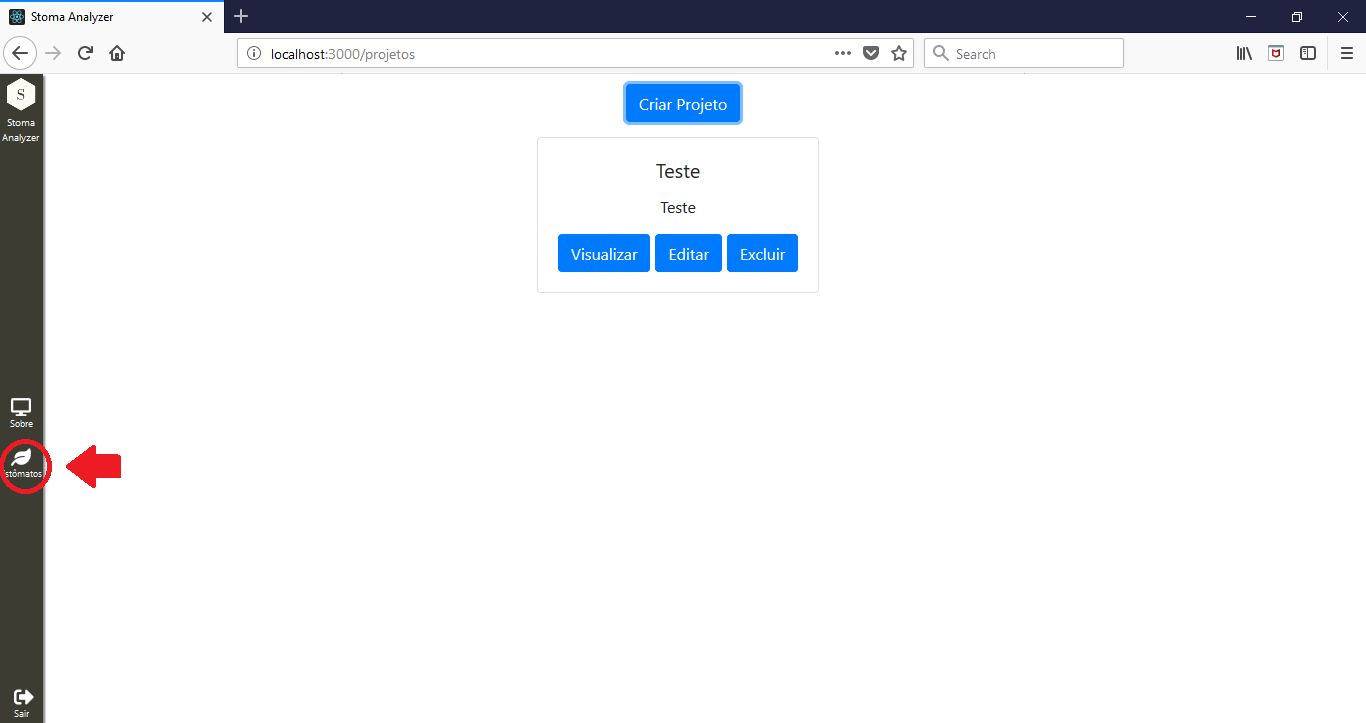 Stoma Analyzer
localhost:3000/projetos
Search
S
Stoma
Analyzer
Criar Projeto
Teste
Teste
Visualizar Editar Excluir
Sobre
stômatos
Sair